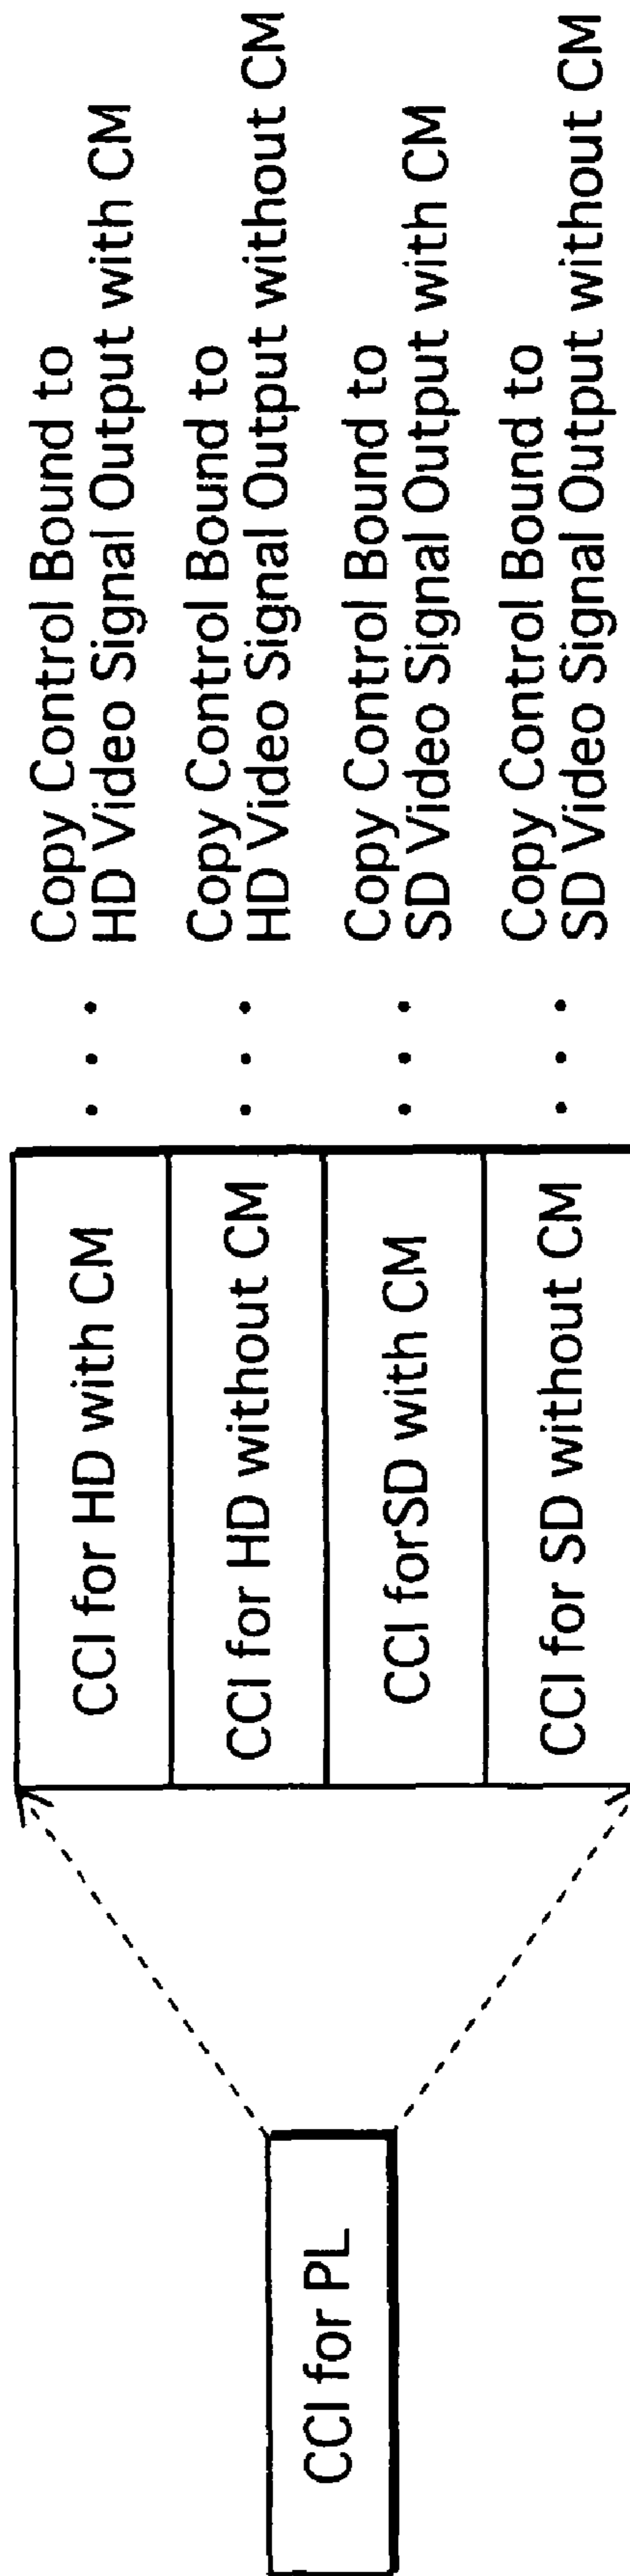 CCI for PL
CCI for HD with CM
CCI for HD without CM
CCI forSD with CM
CCI for SD without CM
Copy Control Bound to
HD Video Signal Output with CM
Copy Control Bound to
HD Video Signal Output without CM
Copy Control Bound to
SD Video Signal Output with CM
Copy Control Bound to
SD Video Signal Output without CM